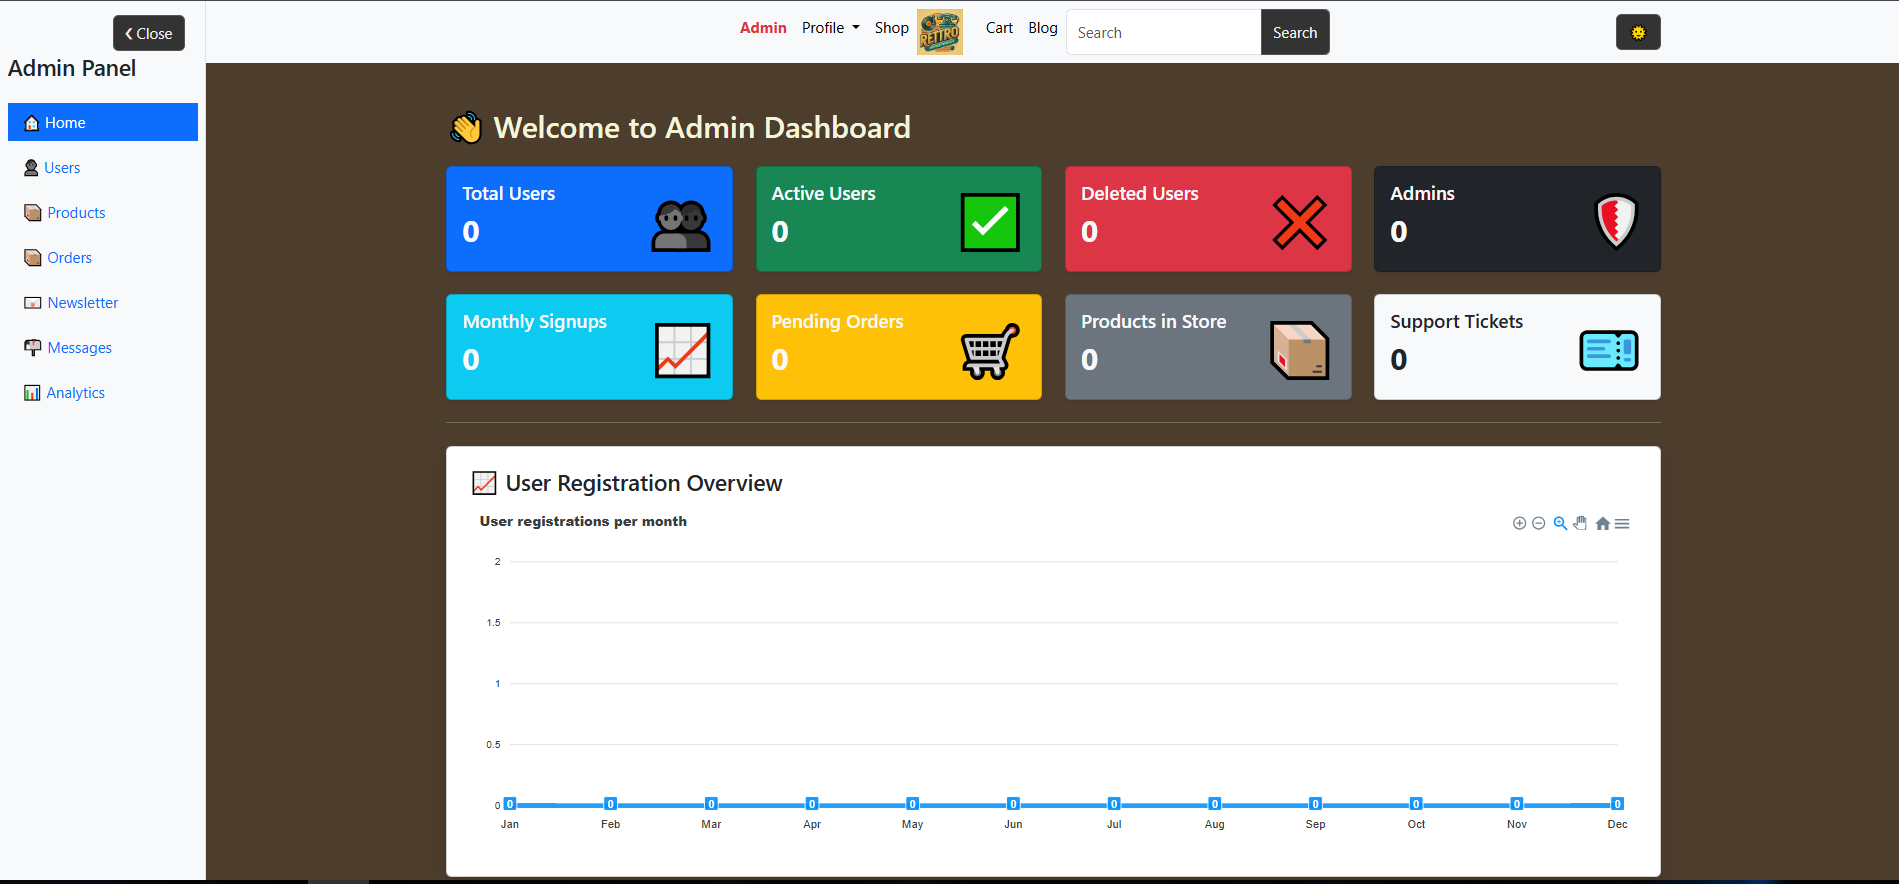 Close
Admin Panel
Home
Users
Products
Orders
Newsletter
Messages
Analytics
Admin Profile Shop RETTRO Cart Blog Search Search
Welcome to Admin Dashboard
Total Users
0
Active Users
0
Deleted Users
0
Admins
0
Monthly Signups
0
Pending Orders
0
Products in Store
0
Support Tickets
0
User Registration Overview
User registrations per month
2
1.5
1
0.5
0
0 0 0 0 0 0 0 0 0 0 0 0
Jan Feb Mar Apr May Jun Jul Aug Sep Oct Nov Dec